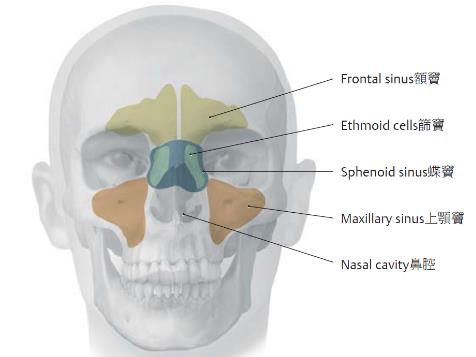 Frontal sinus額竇
Ethmoid cells篩竇
Sphenoid sinus蝶竇
Maxillary sinus上顎竇
Nasal cavity鼻腔